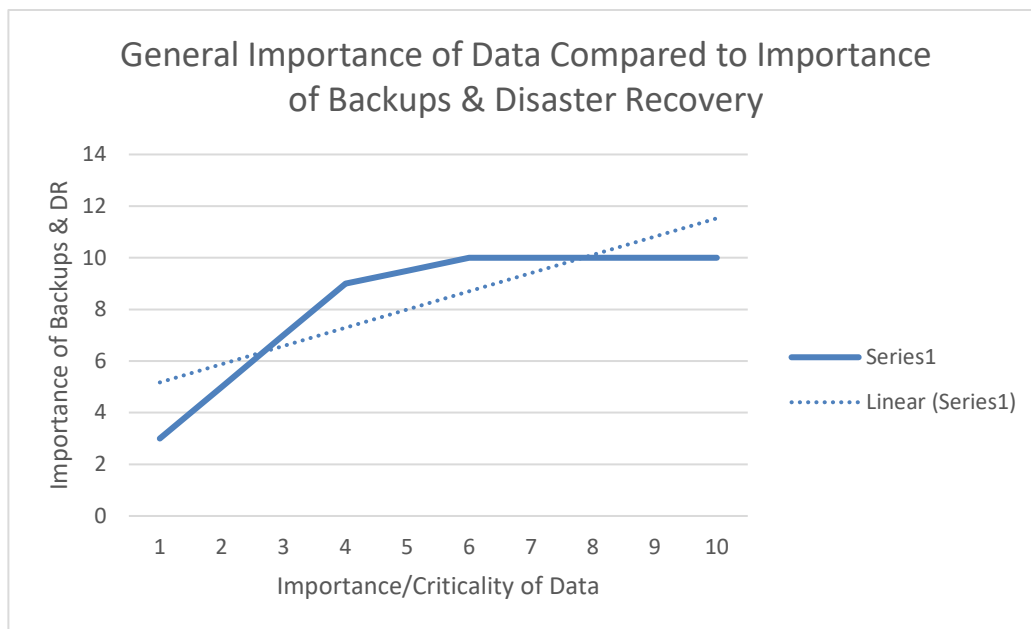 General Importance of Data Compared to Importance
of Backups & Disaster Recovery
Importance of Backups & DR
14
12
10
8
6
4
2
0
1 2 3 4 5 6 7 8 9 10
Importance/Criticality of Data
Series1
Linear (Series1)